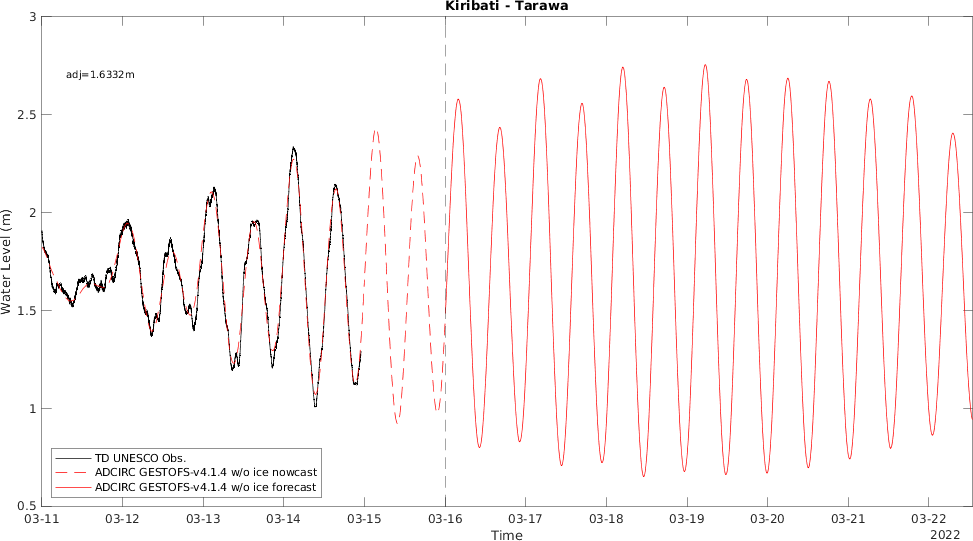 Kiribati - Tarawa
3
adj=1.6332m
2.5
2
Water Level (m)
1.5
1
TD UNESCO Obs.
ADCIRC GESTOFS-v4.1.4 w/o ice nowcast
ADCIRC GESTOFS-v4.1.4 w/o ice forecast
0.5
03-11 03-12 03-13 03-14 03-15 03-16 03-17 03-18 03-19 03-20 03-21 03-22
Time
2022